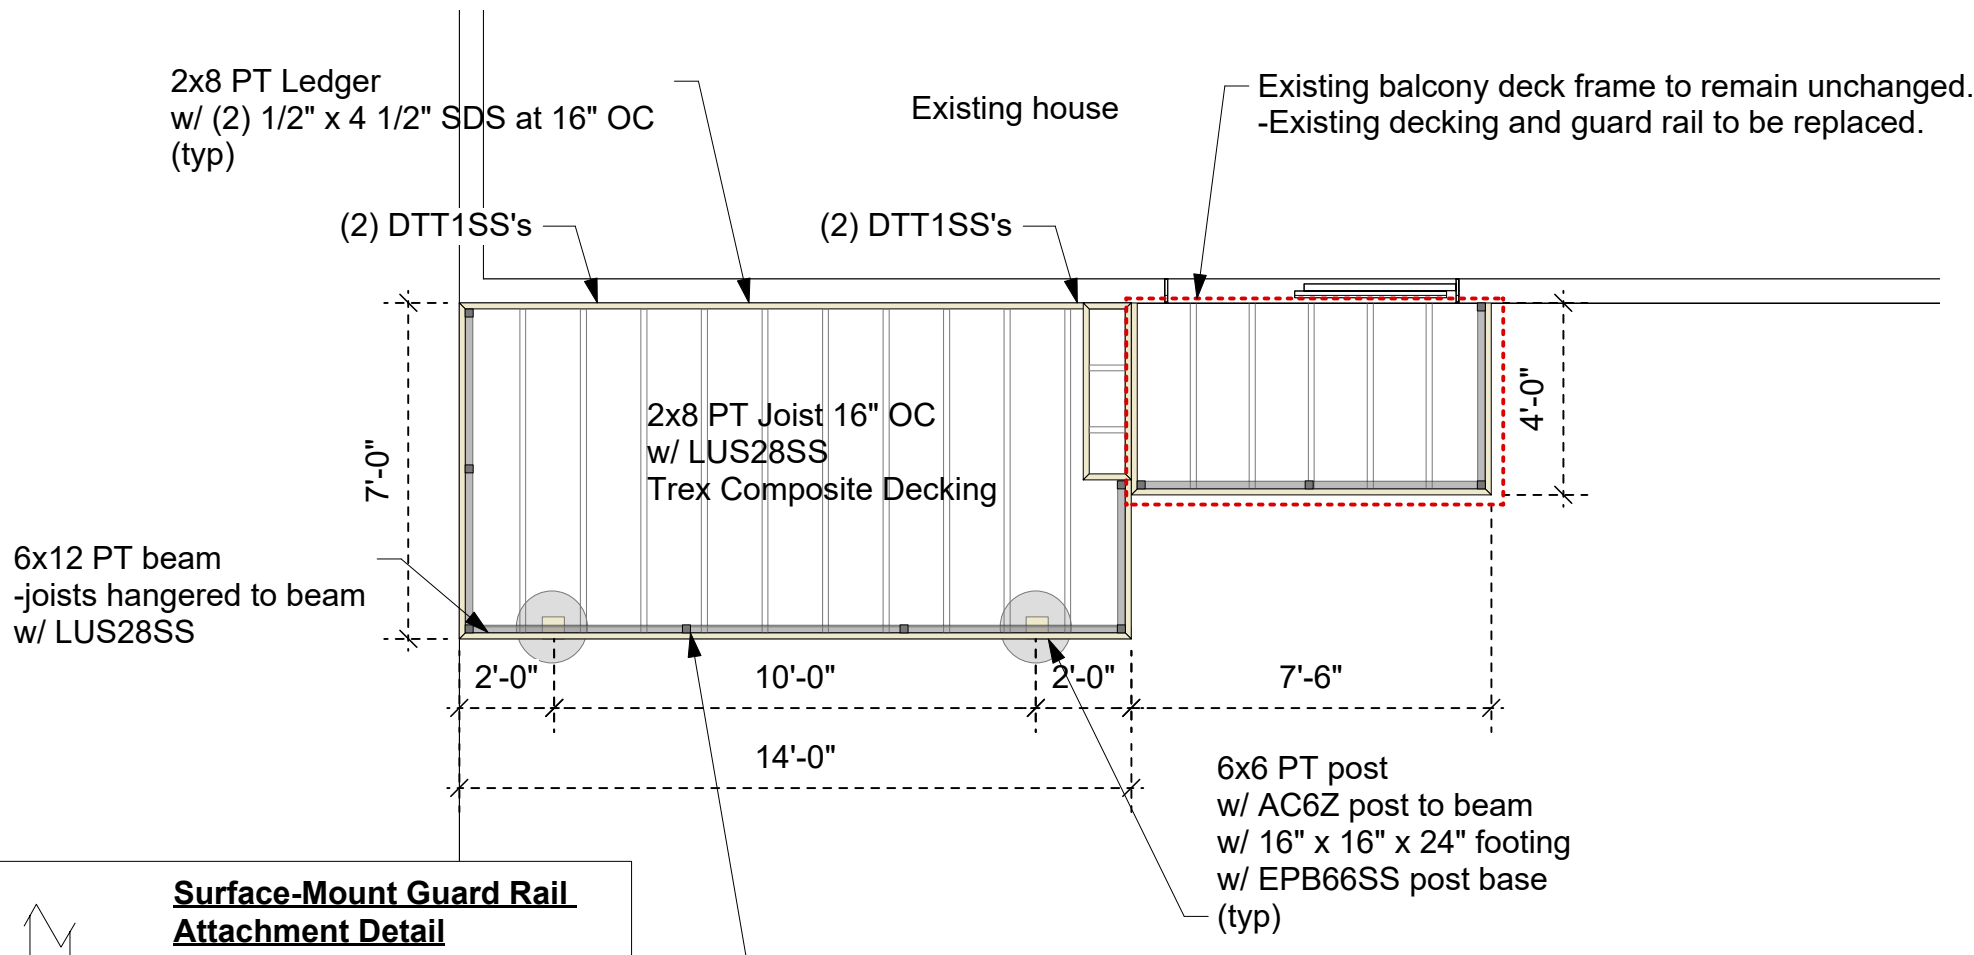 2x8 PT Ledger
w/ (2) 1/2" x 4 1/2" SDS at 16" OC
(typ)
Existing house
Existing balcony deck frame to remain unchanged.
-Existing decking and guard rail to be replaced.
(2) DTT1SS's
(2) DTT1SS's
7'-0"
4'-0"
2x8 PT Joist 16" OC
w/ LUS28SS
Trex Composite Decking
6x12 PT beam
-joists hangered to beam
w/ LUS28SS
2'-0"
10'-0"
2'-0"
7'-6"
14'-0"
6x6 PT post
w/ AC6Z post to beam
w/ 16" x 16" x 24" footing
w/ EPB66SS post base
(typ)
Surface-Mount Guard Rail
Attachment Detail